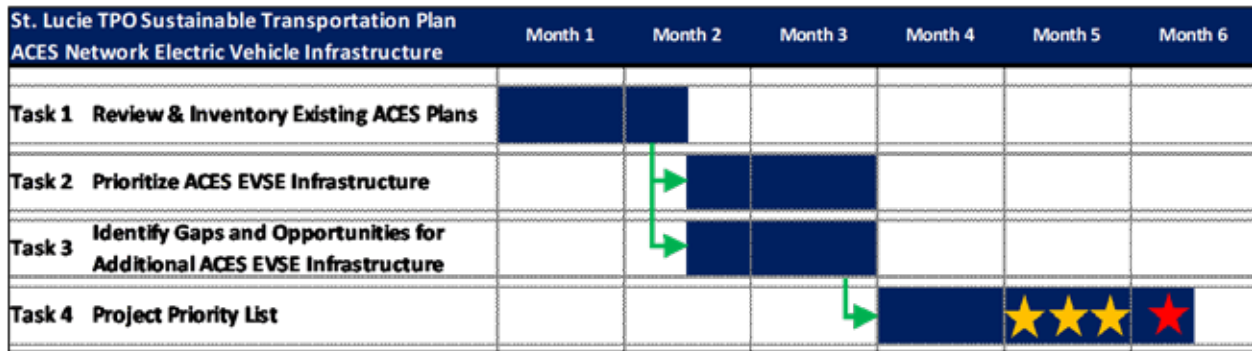 St. Lucie TPO Sustainable Transportation Plan
ACES Network Electric Vehicle Infrastructure
Month 1 Month 2 Month 3 Month 4 Month 5 Month 6
Task 1 Review & Inventory Existing ACES Plans
Task 2 Prioritize ACES EVSE Infrastructure
Task 3 Identify Gaps and Opportunities for
Additional ACES EVSE Infrastructure
Task 4 Project Priority List